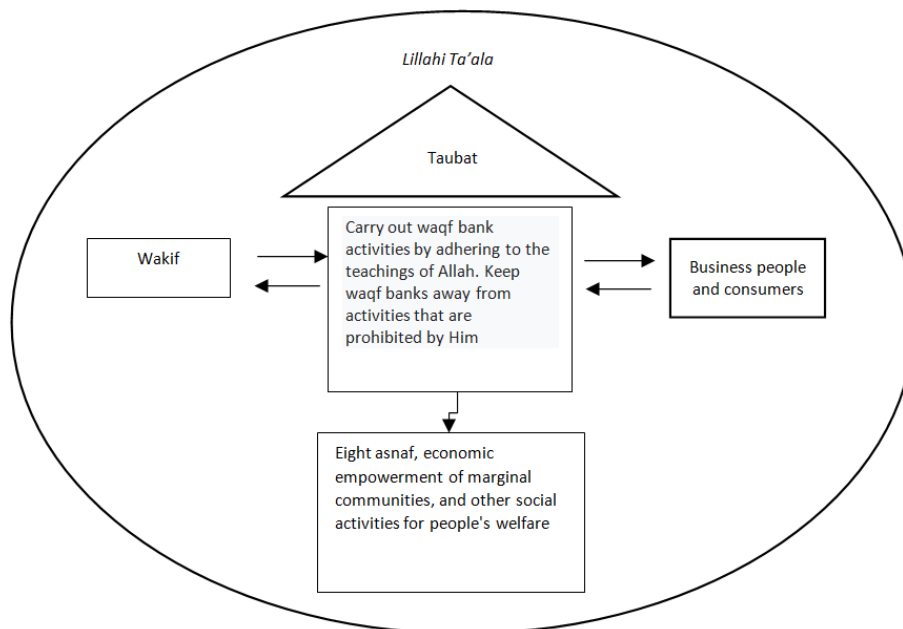 Lillahi Ta’ala
Taubat
Wakif
Carry out waqf bank
activities by adhering to the
teachings of Allah. Keep
waqf banks away from
activities that are
prohibited by Him
Business people
and consumers
Eight asnaf, economic
empowerment of marginal
communities, and other social
activities for people's welfare